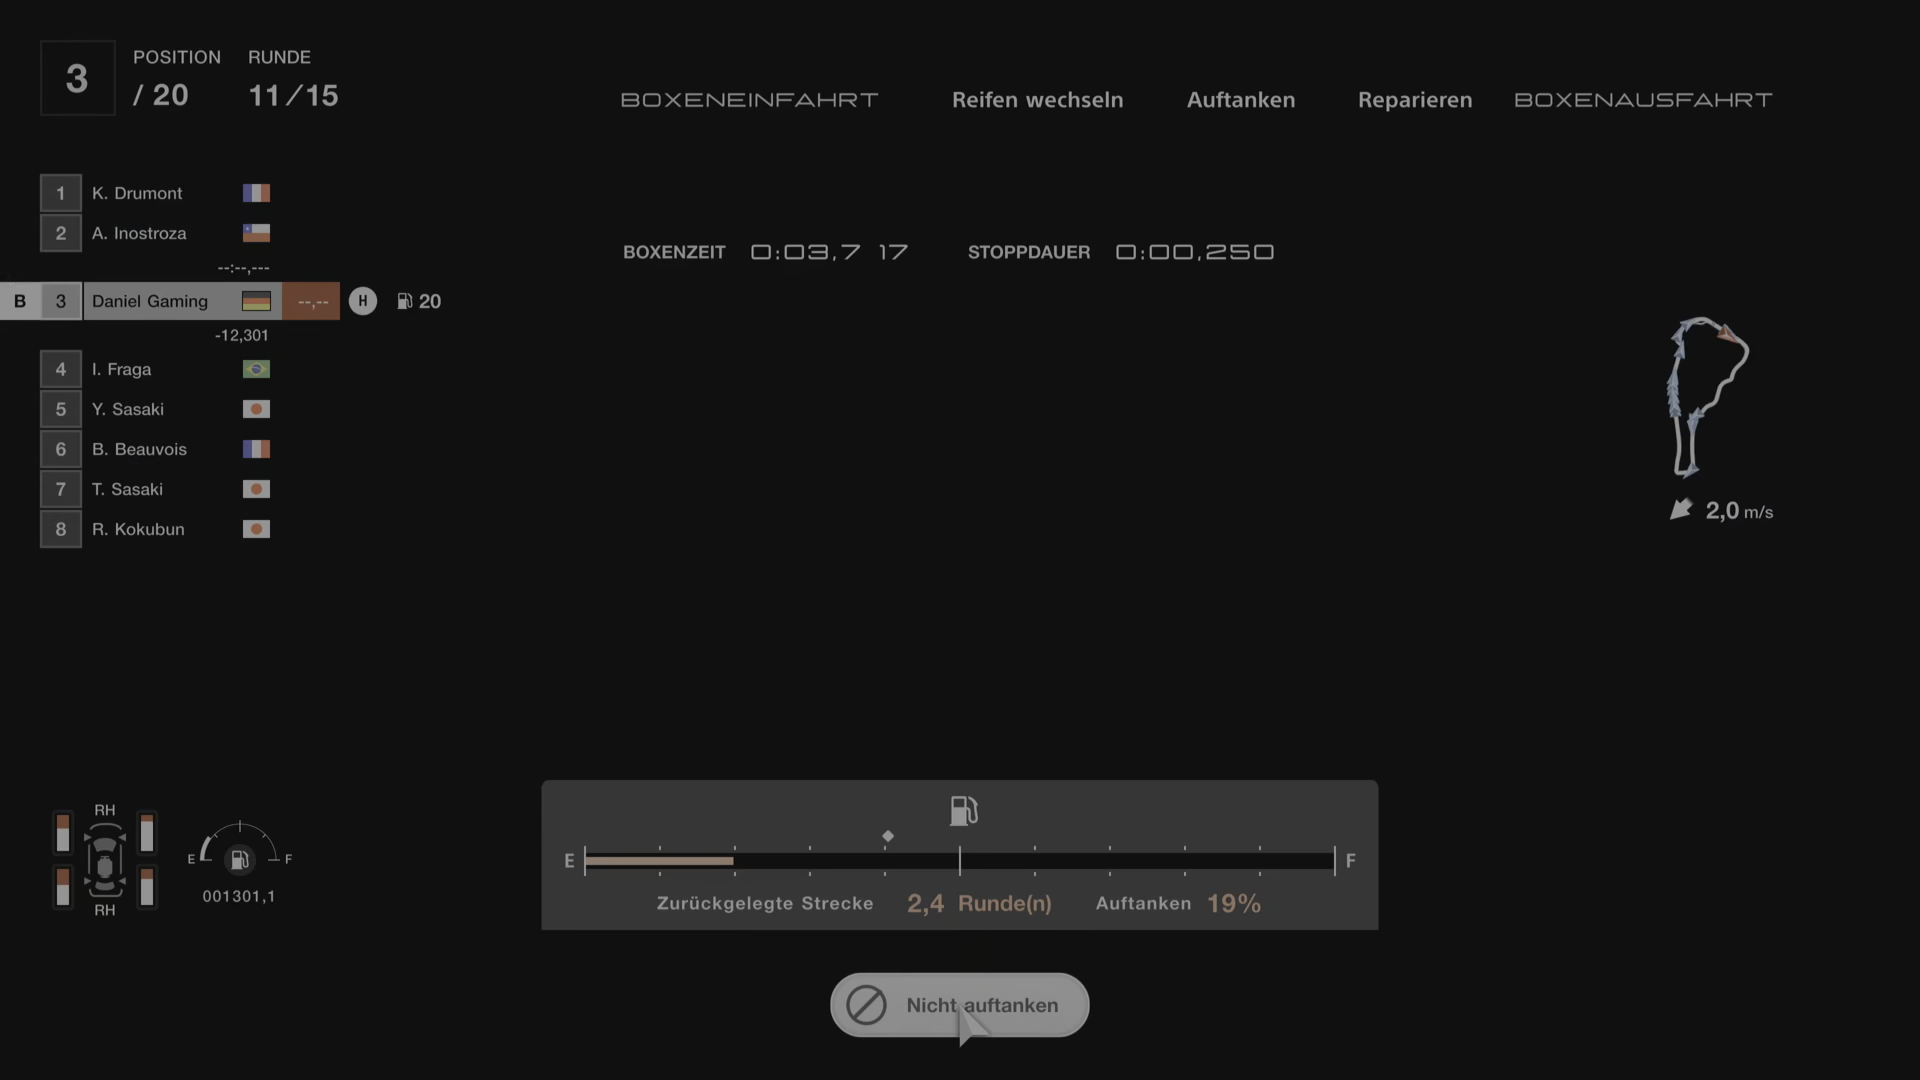 3
POSITION RUNDE
/ 20 11/15
BOXENEINFAHRT Reifen wechseln Auftanken Reparieren BOXENAUSFAHRT
1 K. Drumont
2 A. Inostroza
--:--,---
B 3 Daniel Gaming --,-- H 20
-12,301
4 I. Fraga
5 Y. Sasaki
6 B. Beauvois
7 T. Sasaki
8 R. Kokubun
BOXENZEIT 0:03,717 STOPPDAUER 0:00,250
2,0 m/s
RH
RH
E F
001301,1
E F
Zurückgelegte Strecke 2,4 Runde(n) Auftanken 19%
Nicht auftanken